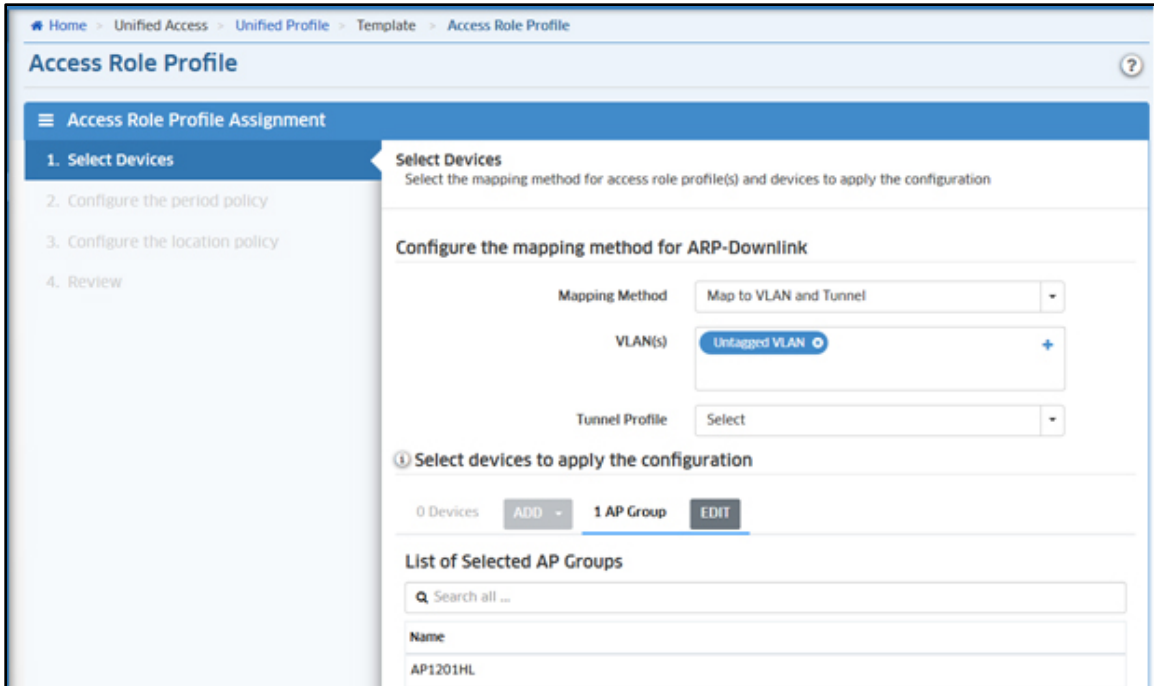 Home > Unified Access > Unified Profile > Template > Access Role Profile
Access Role Profile
?
Access Role Profile Assignment
1. Select Devices
2. Configure the period policy
3. Configure the location policy
4. Review
Select Devices
Select the mapping method for access role profile(s) and devices to apply the configuration
Configure the mapping method for ARP-Downlink
Mapping Method Map to VLAN and Tunnel
VLAN(s) Untagged VLAN
Tunnel Profile Select
Select devices to apply the configuration
0 Devices ADD 1 AP Group EDIT
List of Selected AP Groups
Search all ...
Name
AP1201HL